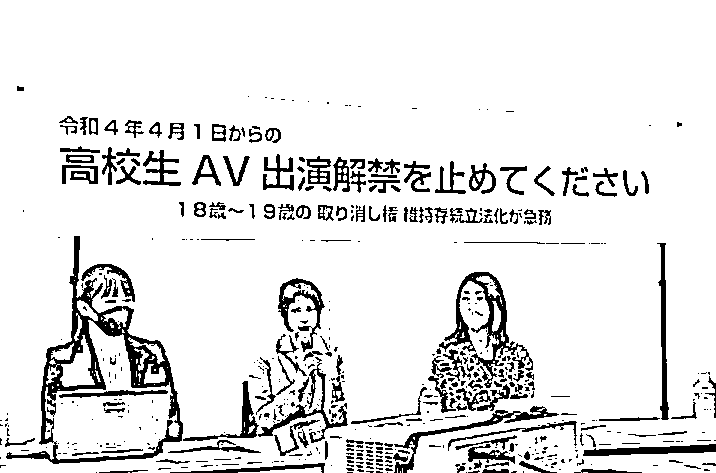 令和4年4月1日からの
高校生 AV 出演解禁を止めてください
18歳～19歳の 取り消し権 維持存続立法化が急務